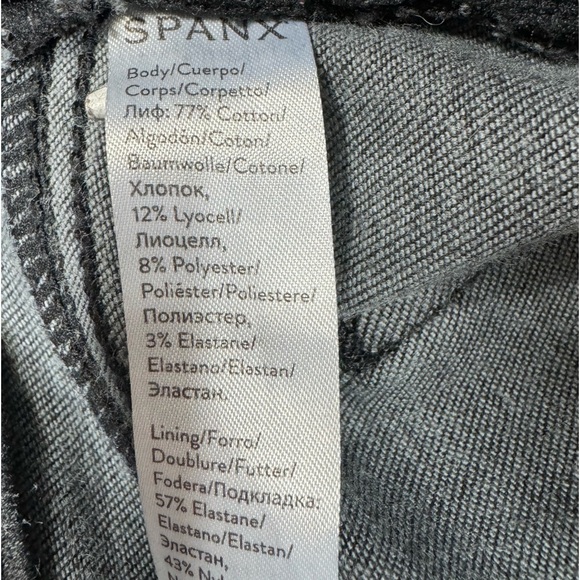 SPANX
Body/Cuerpo/
Corps/Corpetto/
Лиф: 77% Cotton/
Algodón/Coton/
Baumwolle/Cotone/
Хлопок,
12% Lyocell/
Лиоцелл,
8% Polyester/
Poliéster/Poliestere/
Полиэстер,
3% Elastane/
Elastano/Elastan/
Эластан.
Lining/Forro/
Doublure/Futter/
Fodera/Подкладка:
57% Elastane/
Elastano/Elastan/
Эластан,
43%